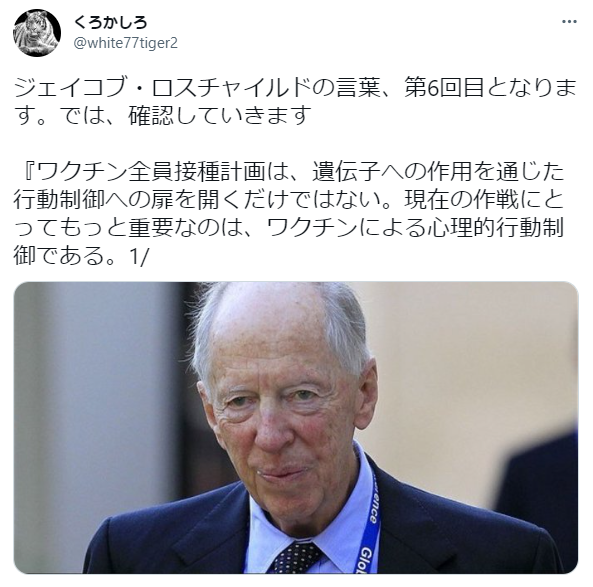 くろかしろ
@white77tiger2
ジェイコブ・ロスチャイルドの言葉、第6回目となりま
す。では、確認していきます
『ワクチン全員接種計画は、遺伝子への作用を通じた
行動制御への扉を開くだけではない。現在の作戦にと
ってもっと重要なのは、ワクチンによる心理的行動制
御である。1/
ence
Glo